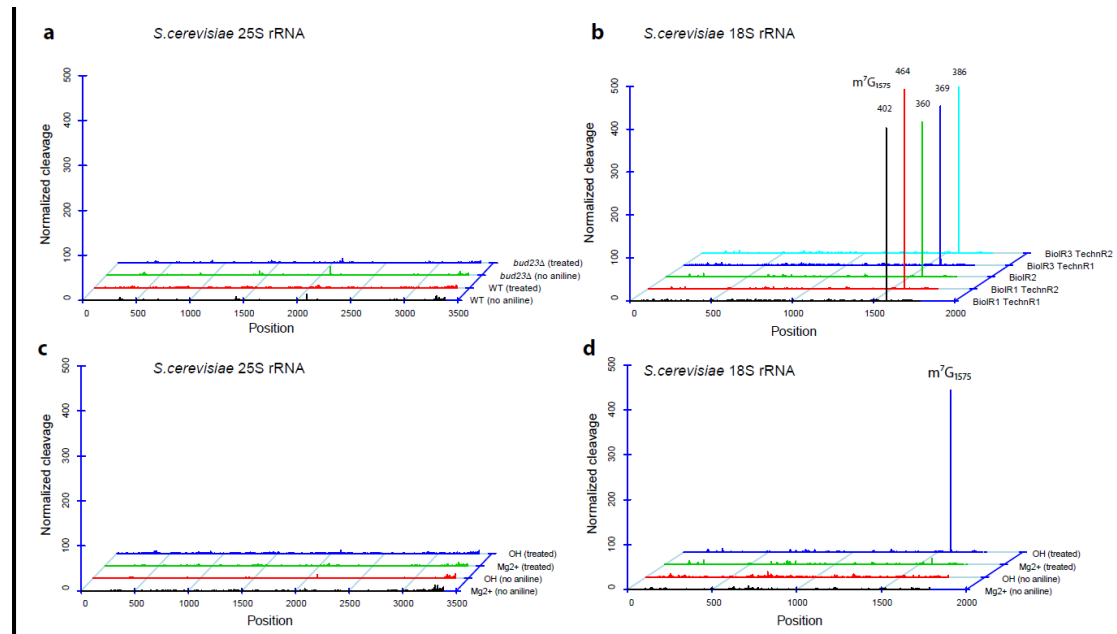 a
S.cerevisiae 25S rRNA
Normalized cleavage
500
400
300
200
100
0
0
500
1000
1500
2000
2500
3000
3500
Position
bud23Δ (treated)
bud23Δ (no aniline)
WT (treated)
WT (no aniline)
b
S.cerevisiae 18S rRNA
Normalized cleavage
500
400
300
200
100
0
0
500
1000
1500
2000
Position
m⁷G₁₅₇₅
402
464
360
369
386
BiolR3 TechnR2
BiolR3 TechnR1
BiolR2
BiolR1 TechnR2
BiolR1 TechnR1
c
S.cerevisiae 25S rRNA
Normalized cleavage
500
400
300
200
100
0
0
500
1000
1500
2000
2500
3000
3500
Position
OH (treated)
Mg2+ (treated)
OH (no aniline)
Mg2+ (no aniline)
d
S.cerevisiae 18S rRNA
Normalized cleavage
500
400
300
200
100
0
0
500
1000
1500
2000
Position
m⁷G₁₅₇₅
OH (treated)
Mg2+ (treated)
OH (no aniline)
Mg2+ (no aniline)